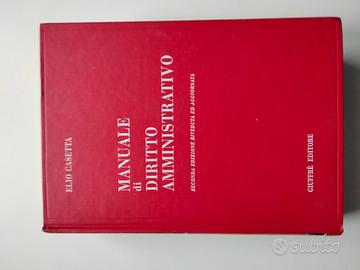 ELIO CASETTA
MANUALE
di
DIRITTO
AMMINISTRATIVO
SECONDA EDIZIONE RIVEDUTA ED AGGIORNATA
GIUFFRÈ EDITORE
subito